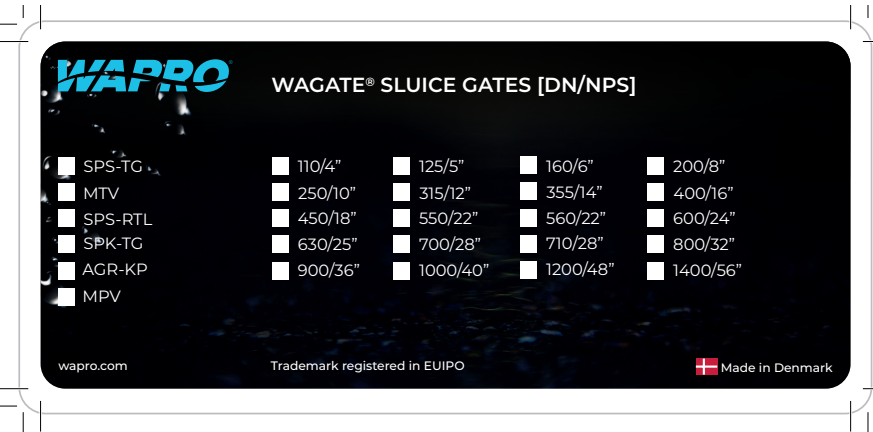 WAPRO®
WAGATE® SLUICE GATES [DN/NPS]
SPS-TG 110/4” 125/5” 160/6” 200/8”
MTV 250/10” 315/12” 355/14” 400/16”
SPS-RTL 450/18” 550/22” 560/22” 600/24”
SPK-TG 630/25” 700/28” 710/28” 800/32”
AGR-KP 900/36” 1000/40” 1200/48” 1400/56”
MPV
wapro.com Trademark registered in EUIPO Made in Denmark